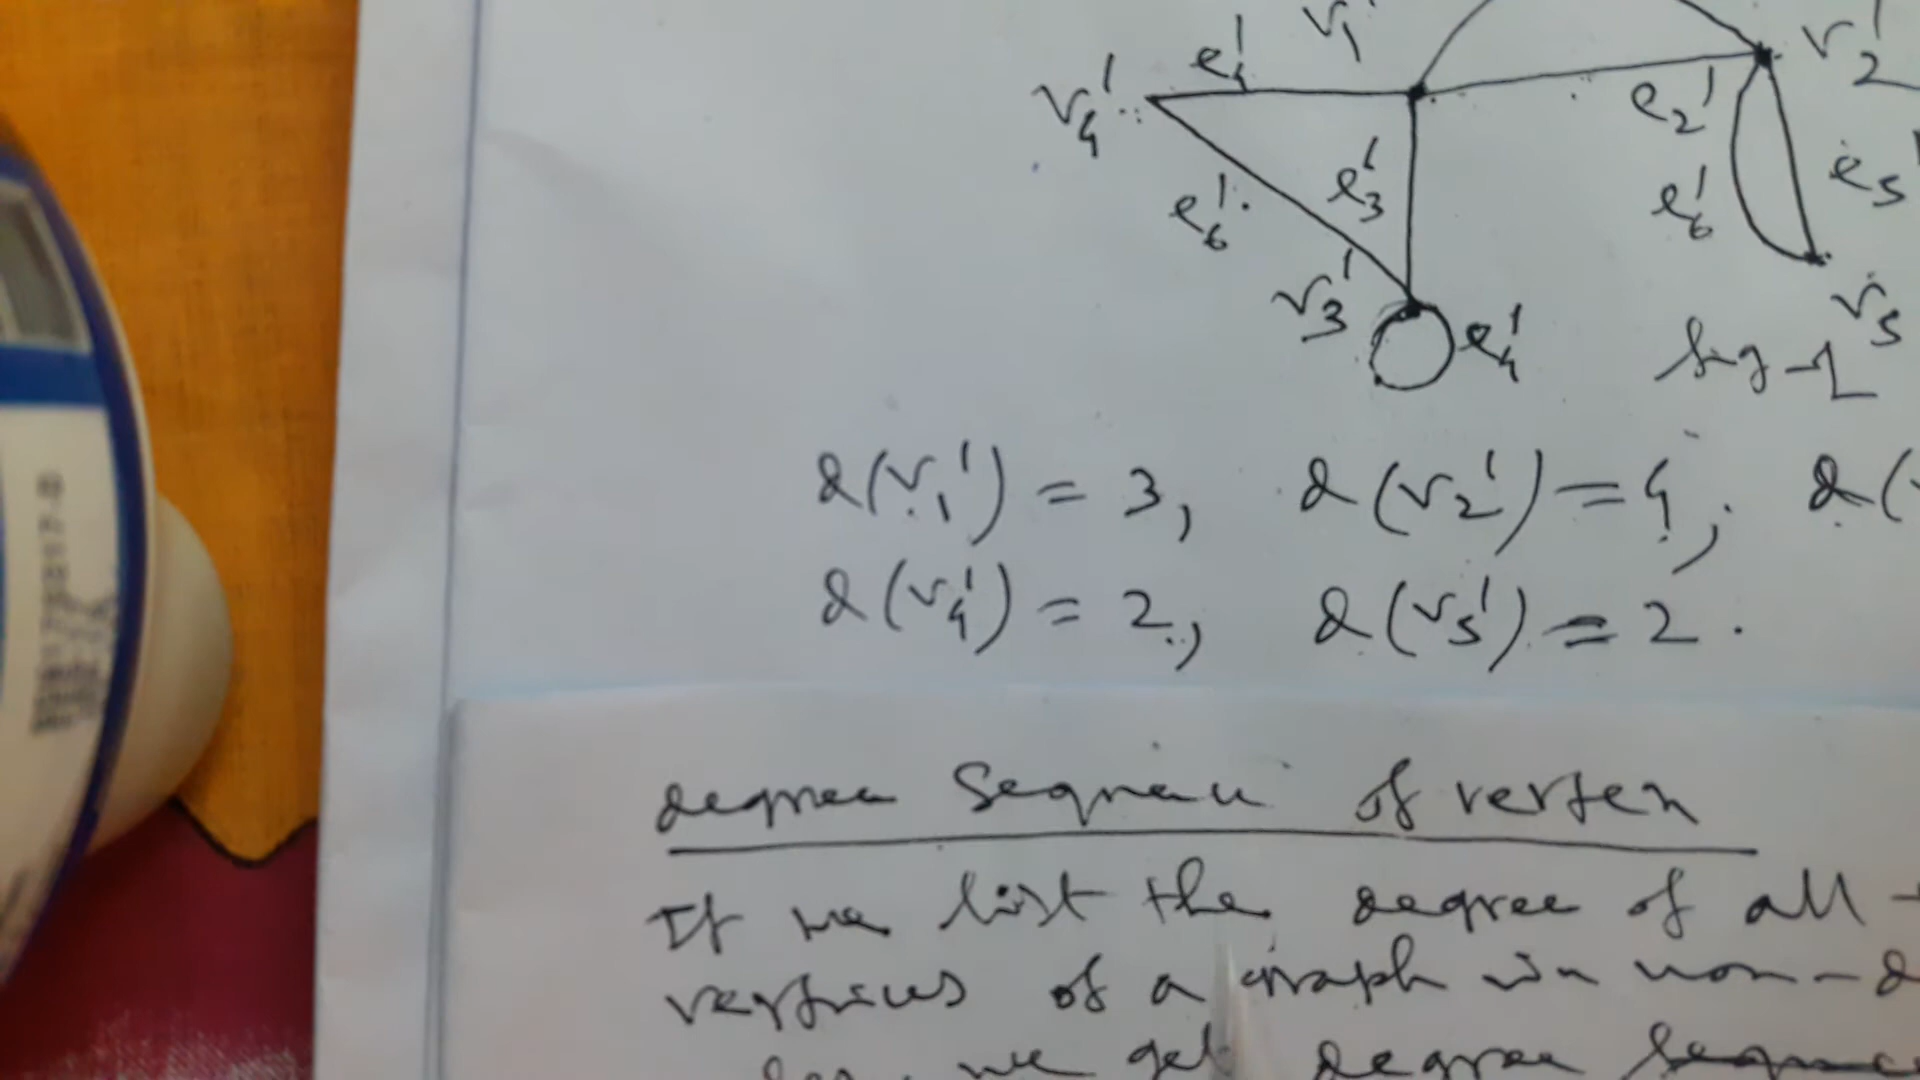 v₁'
v₂'
v₄' e₁'
e₂'
e₃' e₅'
e₆' e₆'
v₃' e₄' v₅
fig-1
d(v₁') = 3, d(v₂') = 4, d(
d(v₄') = 2, d(v₅') = 2.
degree Sequence of vertex
If we list the degree of all
vertices of a graph in non-d
we get degree